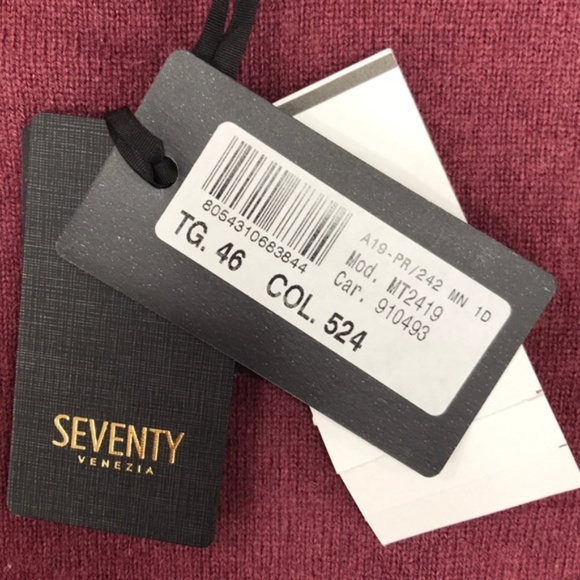 8054310683844
TG. 46 COL. 524
A19-PR/242 MN 1D
Mod. MT2419
Car. 910493
SEVENTY
VENEZIA